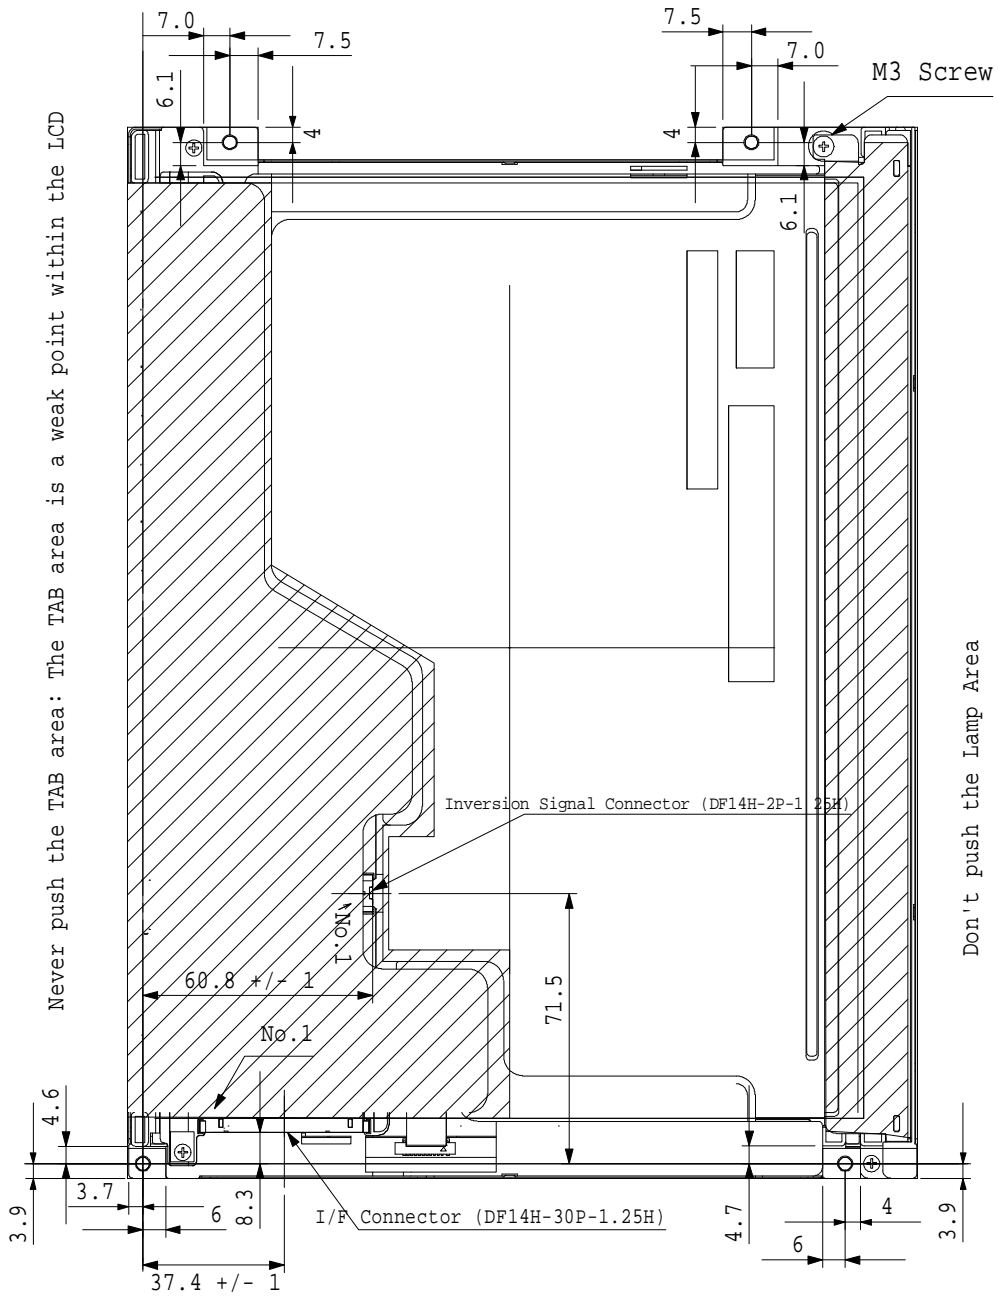 7.0
7.5
7.5
7.0
M3 Screw
6.1
4
4
6.1
Never push the TAB area: The TAB area is a weak point within the LCD
Don't push the Lamp Area
Inversion Signal Connector (DF14H-2P-1 25H)
No.1
60.8 +/- 1
71.5
No.1
4.6
3.7
3.9
6
8.3
I/F Connector (DF14H-30P-1.25H)
4.7
4
3.9
6
37.4 +/- 1